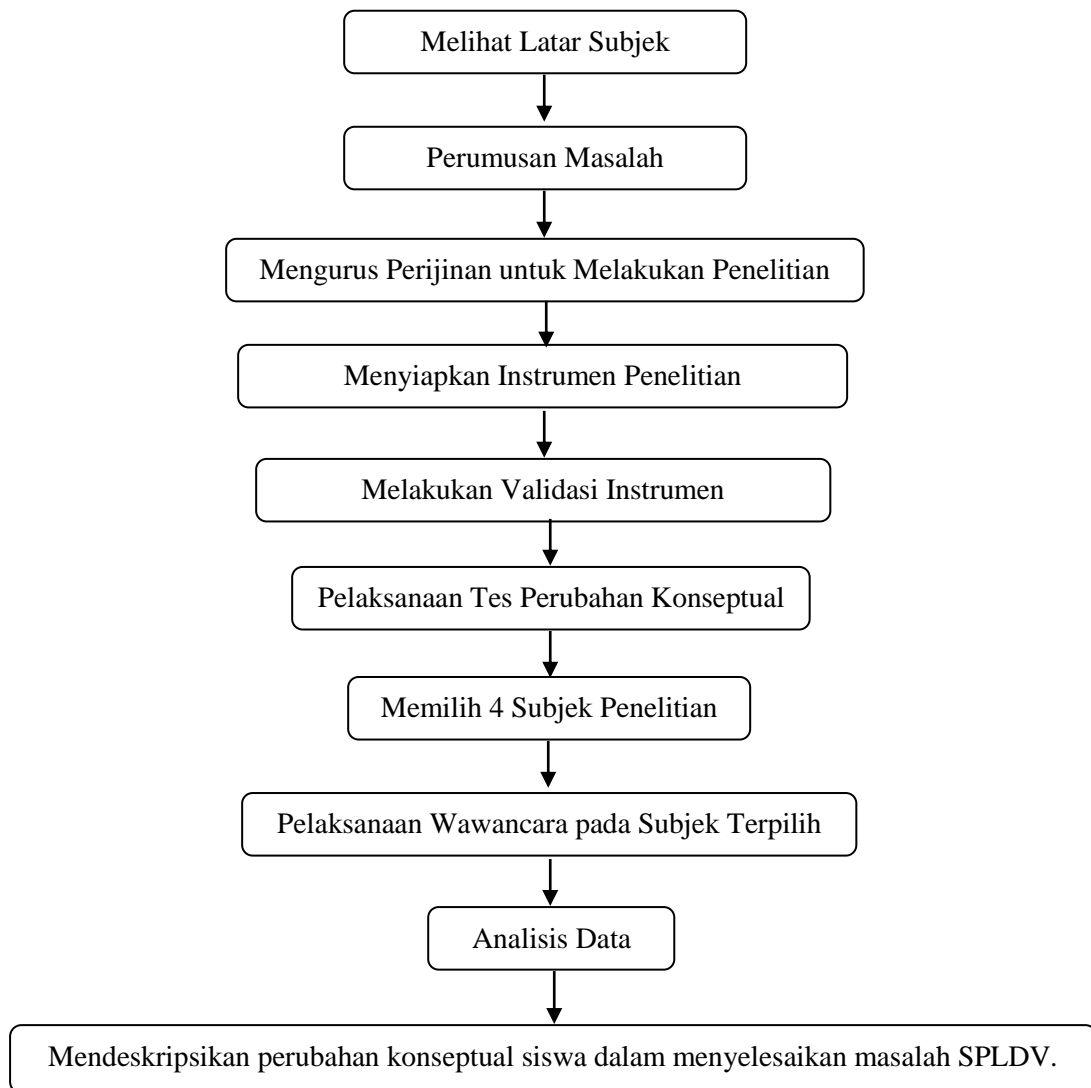 Melihat Latar Subjek
Perumusan Masalah
Mengurus Perijinan untuk Melakukan Penelitian
Menyiapkan Instrumen Penelitian
Melakukan Validasi Instrumen
Pelaksanaan Tes Perubahan Konseptual
Memilih 4 Subjek Penelitian
Pelaksanaan Wawancara pada Subjek Terpilih
Analisis Data
Mendeskripsikan perubahan konseptual siswa dalam menyelesaikan masalah SPLDV.